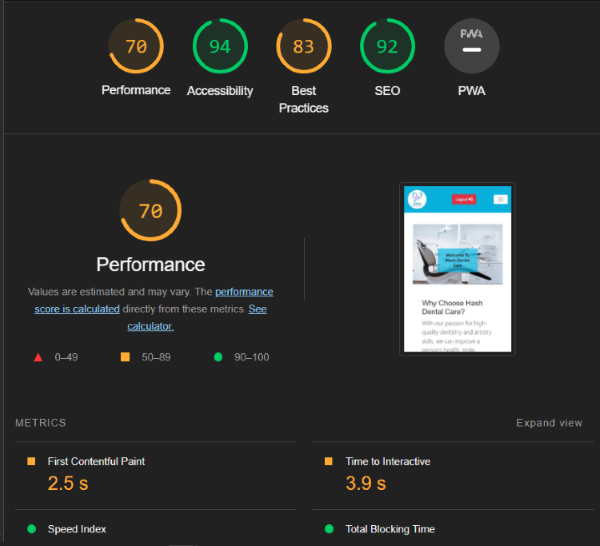 70
94
83
92
PWA
Performance
Accessibility
Best
Practices
SEO
PWA
70
Performance
Values are estimated and may vary. The performance
score is calculated directly from these metrics. See
calculator.
0–49
50–89
90–100
Logout
Welcome To
Hash Dental
Care
Why Choose Hash
Dental Care?
With our passion for high-
quality dentistry and artistry
skills, we can improve a
person's health, smile,
METRICS
Expand view
First Contentful Paint
2.5 s
Time to Interactive
3.9 s
Speed Index
Total Blocking Time